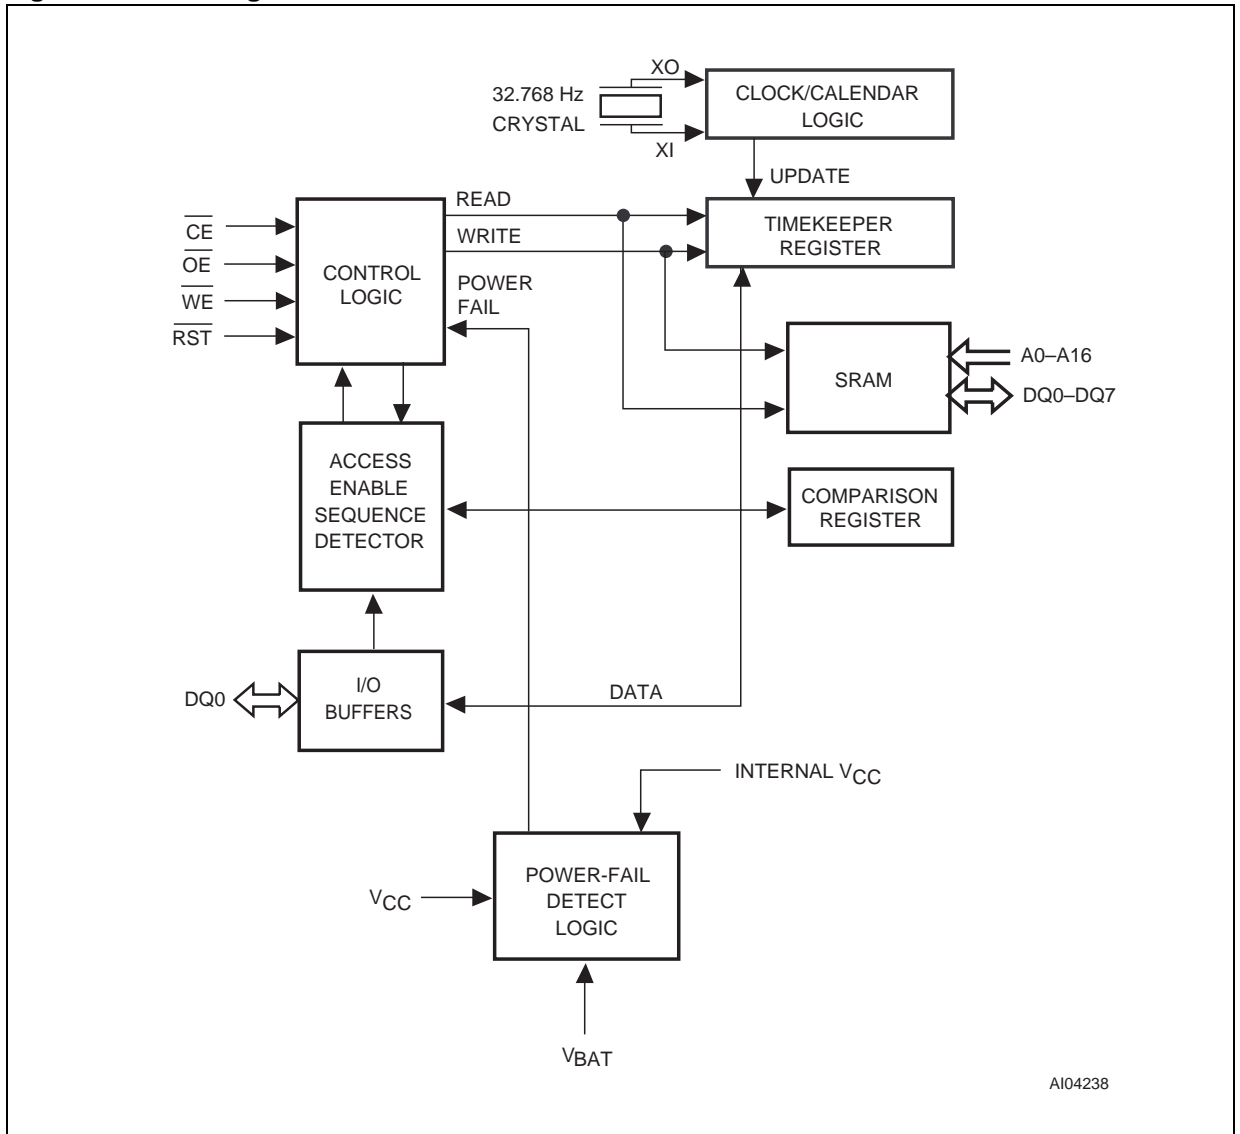 XO
32.768 Hz
CRYSTAL
XI
CLOCK/CALENDAR
LOGIC
UPDATE
READ
WRITE
POWER
FAIL
TIMEKEEPER
REGISTER
CE
OE
WE
RST
CONTROL
LOGIC
SRAM
A0–A16
DQ0–DQ7
ACCESS
ENABLE
SEQUENCE
DETECTOR
COMPARISON
REGISTER
DQ0
I/O
BUFFERS
DATA
INTERNAL VCC
POWER-FAIL
DETECT
LOGIC
VCC
VBAT
AI04238